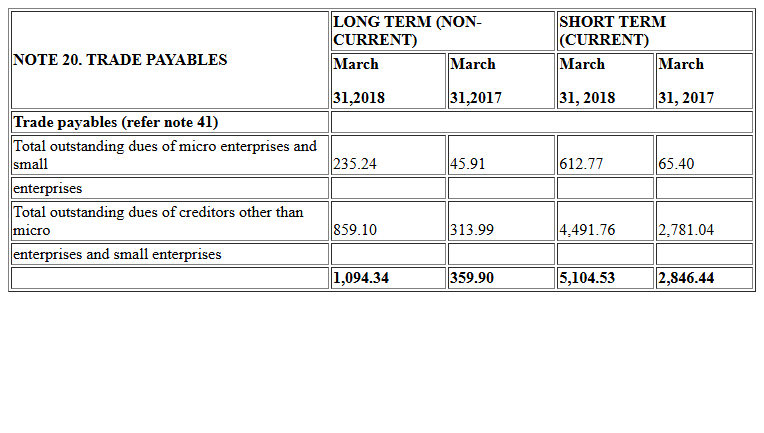 NOTE 20. TRADE PAYABLES
LONG TERM (NON-
CURRENT)
SHORT TERM
(CURRENT)
March
31,2018
March
31,2017
March
31, 2018
March
31, 2017
Trade payables (refer note 41)
Total outstanding dues of micro enterprises and
small
235.24 45.91 612.77 65.40
enterprises
Total outstanding dues of creditors other than
micro
859.10 313.99 4,491.76 2,781.04
enterprises and small enterprises
1,094.34 359.90 5,104.53 2,846.44